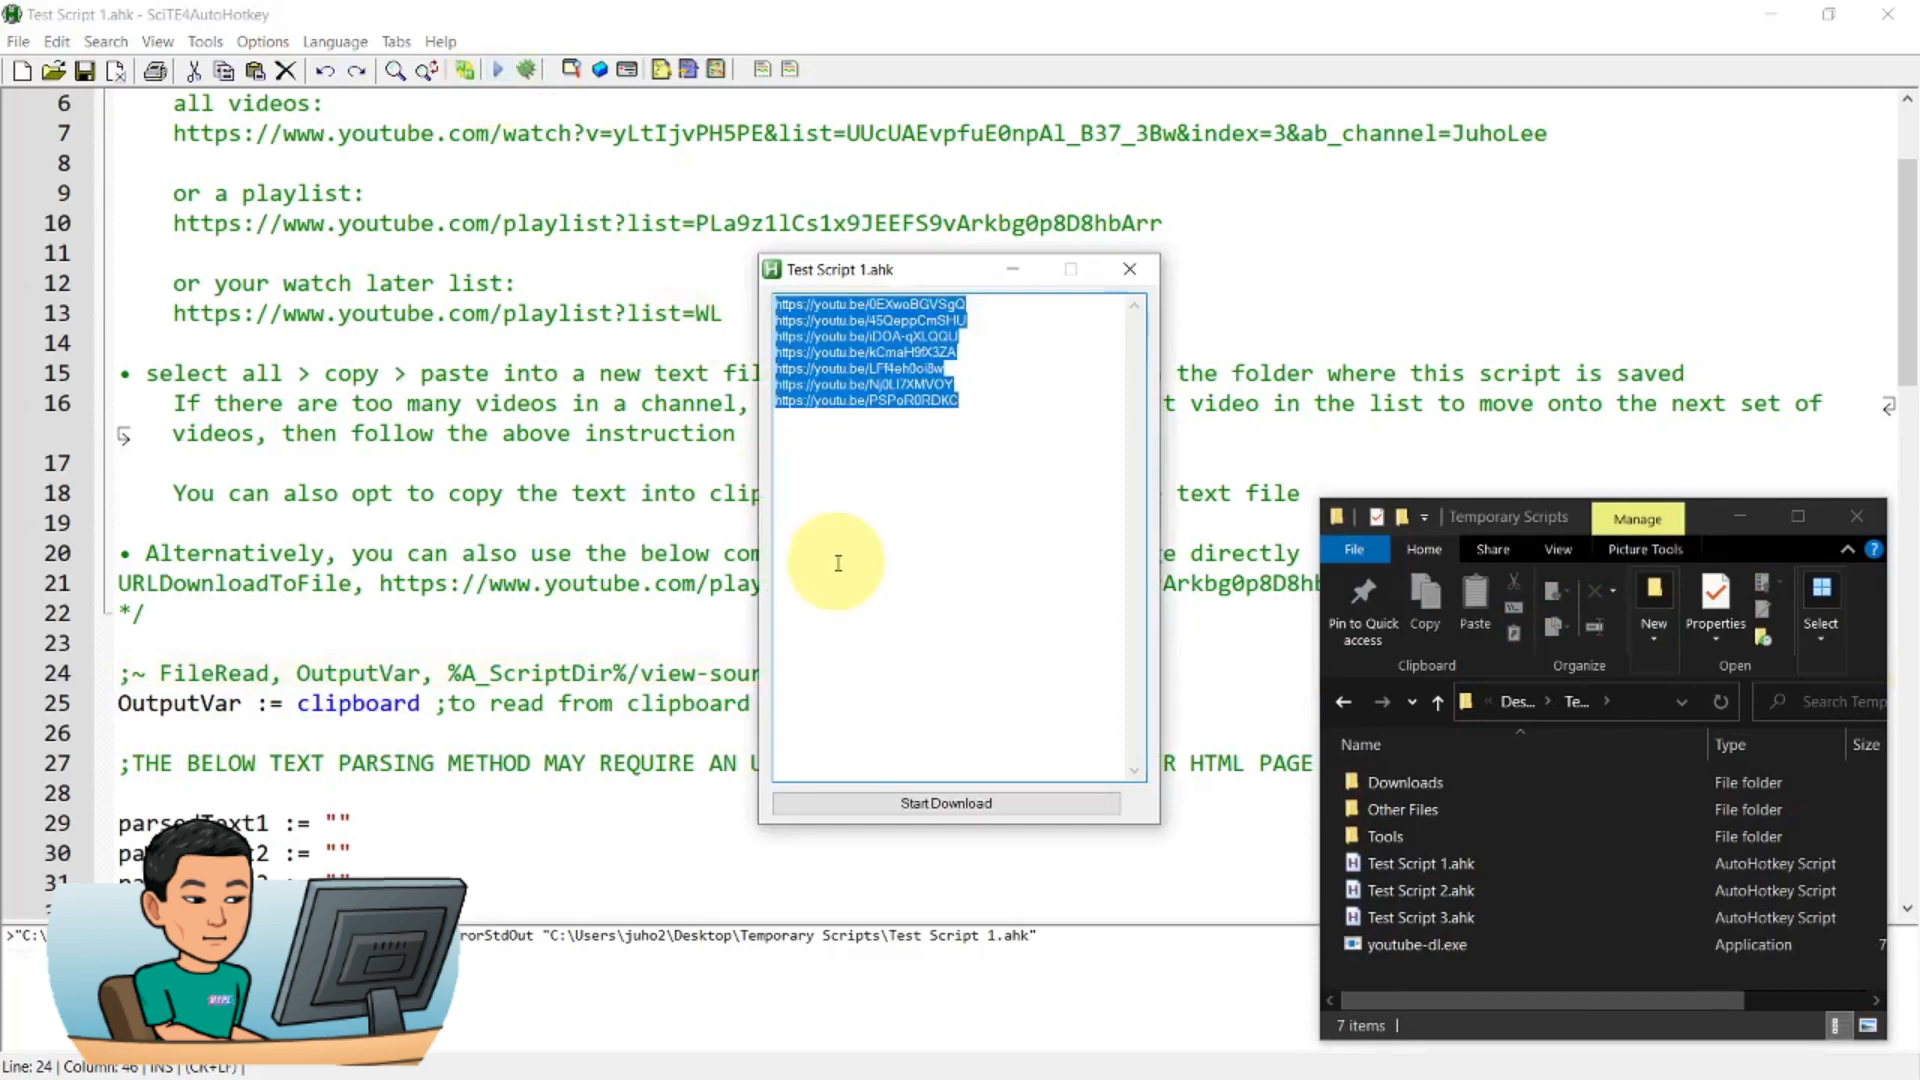 Test Script 1.ahk - SciTE4AutoHotkey
File Edit Search View Tools Options Language Tabs Help
6 all videos:
7 https://www.youtube.com/watch?v=yLtIjvPH5PE&list=UUcUAEvpfuE0npAl_B37_3Bw&index=3&ab_channel=JuhoLee
8
9 or a playlist:
10 https://www.youtube.com/playlist?list=PLa9z1lCs1x9JEEFS9vArkbg0p8D8hbArr
11
12 or your watch later list:
13 https://www.youtube.com/playlist?list=WL
14
15 • select all > copy > paste into a new text fil the folder where this script is saved
16 If there are too many videos in a channel, t video in the list to move onto the next set of
videos, then follow the above instruction
17
18 You can also opt to copy the text into clip text file
19
20 • Alternatively, you can also use the below com e directly
21 URLDownloadToFile, https://www.youtube.com/play Arkbg0p8D8hb
22 */
23
24 ;~ FileRead, OutputVar, %A_ScriptDir%/view-sour
25 OutputVar := clipboard ;to read from clipboard
26
27 ;THE BELOW TEXT PARSING METHOD MAY REQUIRE AN U R HTML PAGE
28
29 parsedText1 := ""
30 pa t2 := ""
31
Test Script 1.ahk
https://youtu.be/0EXwoBGVSgQ
https://youtu.be/45QeppCmSHU
https://youtu.be/iDOA-qXLQQU
https://youtu.be/kCmaH9fX3ZA
https://youtu.be/LFf4eh0oi8w
https://youtu.be/Nj0LI7XMVOY
https://youtu.be/PSPoR0RDKC
Start Download
Temporary Scripts Manage
File Home Share View Picture Tools
Pin to Quick access Copy Paste New Properties Select
Clipboard Organize Open
Des... Te... Search Temp
Name Type Size
Downloads File folder
Other Files File folder
Tools File folder
Test Script 1.ahk AutoHotkey Script
Test Script 2.ahk AutoHotkey Script
Test Script 3.ahk AutoHotkey Script
youtube-dl.exe Application 7
7 items
>"C:\ rorStdOut "C:\Users\juho2\Desktop\Temporary Scripts\Test Script 1.ahk"
Line: 24 | Column: 46 | INS | (CR+LF) |